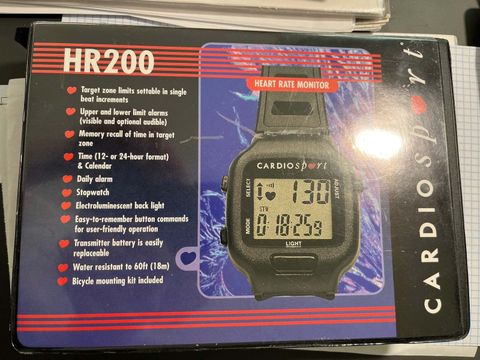 HR200
Target zone limits settable in single
beat increments
Upper and lower limit alarms
(visible and optional audible)
Memory recall of time in target
zone
Time (12- or 24-hour format)
& Calendar
Daily alarm
Stopwatch
Electroluminescent back light
Easy-to-remember button commands
for user-friendly operation
Transmitter battery is easily
replaceable
Water resistant to 60ft (18m)
Bicycle mounting kit included
HEART RATE MONITOR
CARDIOsport
SELECT
ADJUST
130
STW
MODE
0:18:25g
LIGHT
CARDIOsport